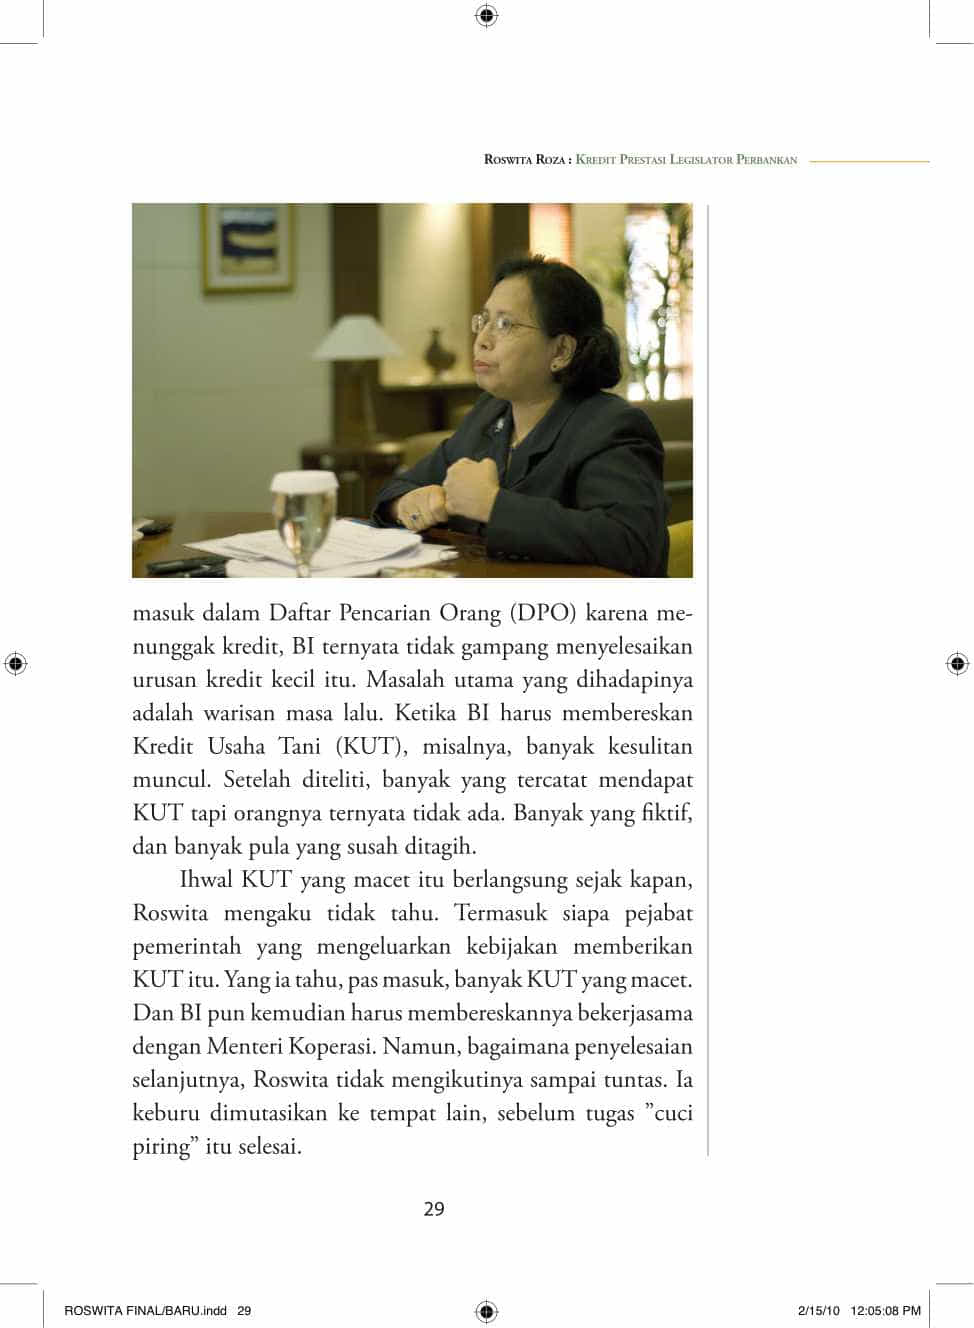 Roswita Roza : Kredit Prestasi Legislator Perbankan
masuk dalam Daftar Pencarian Orang (DPO) karena me-
nunggak kredit, BI ternyata tidak gampang menyelesaikan
urusan kredit kecil itu. Masalah utama yang dihadapinya
adalah warisan masa lalu. Ketika BI harus membereskan
Kredit Usaha Tani (KUT), misalnya, banyak kesulitan
muncul. Setelah diteliti, banyak yang tercatat mendapat
KUT tapi orangnya ternyata tidak ada. Banyak yang fiktif,
dan banyak pula yang susah ditagih.
Ihwal KUT yang macet itu berlangsung sejak kapan,
Roswita mengaku tidak tahu. Termasuk siapa pejabat
pemerintah yang mengeluarkan kebijakan memberikan
KUT itu. Yang ia tahu, pas masuk, banyak KUT yang macet.
Dan BI pun kemudian harus membereskannya bekerjasama
dengan Menteri Koperasi. Namun, bagaimana penyelesaian
selanjutnya, Roswita tidak mengikutinya sampai tuntas. Ia
keburu dimutasikan ke tempat lain, sebelum tugas ”cuci
piring” itu selesai.
29
ROSWITA FINAL/BARU.indd 29
2/15/10 12:05:08 PM